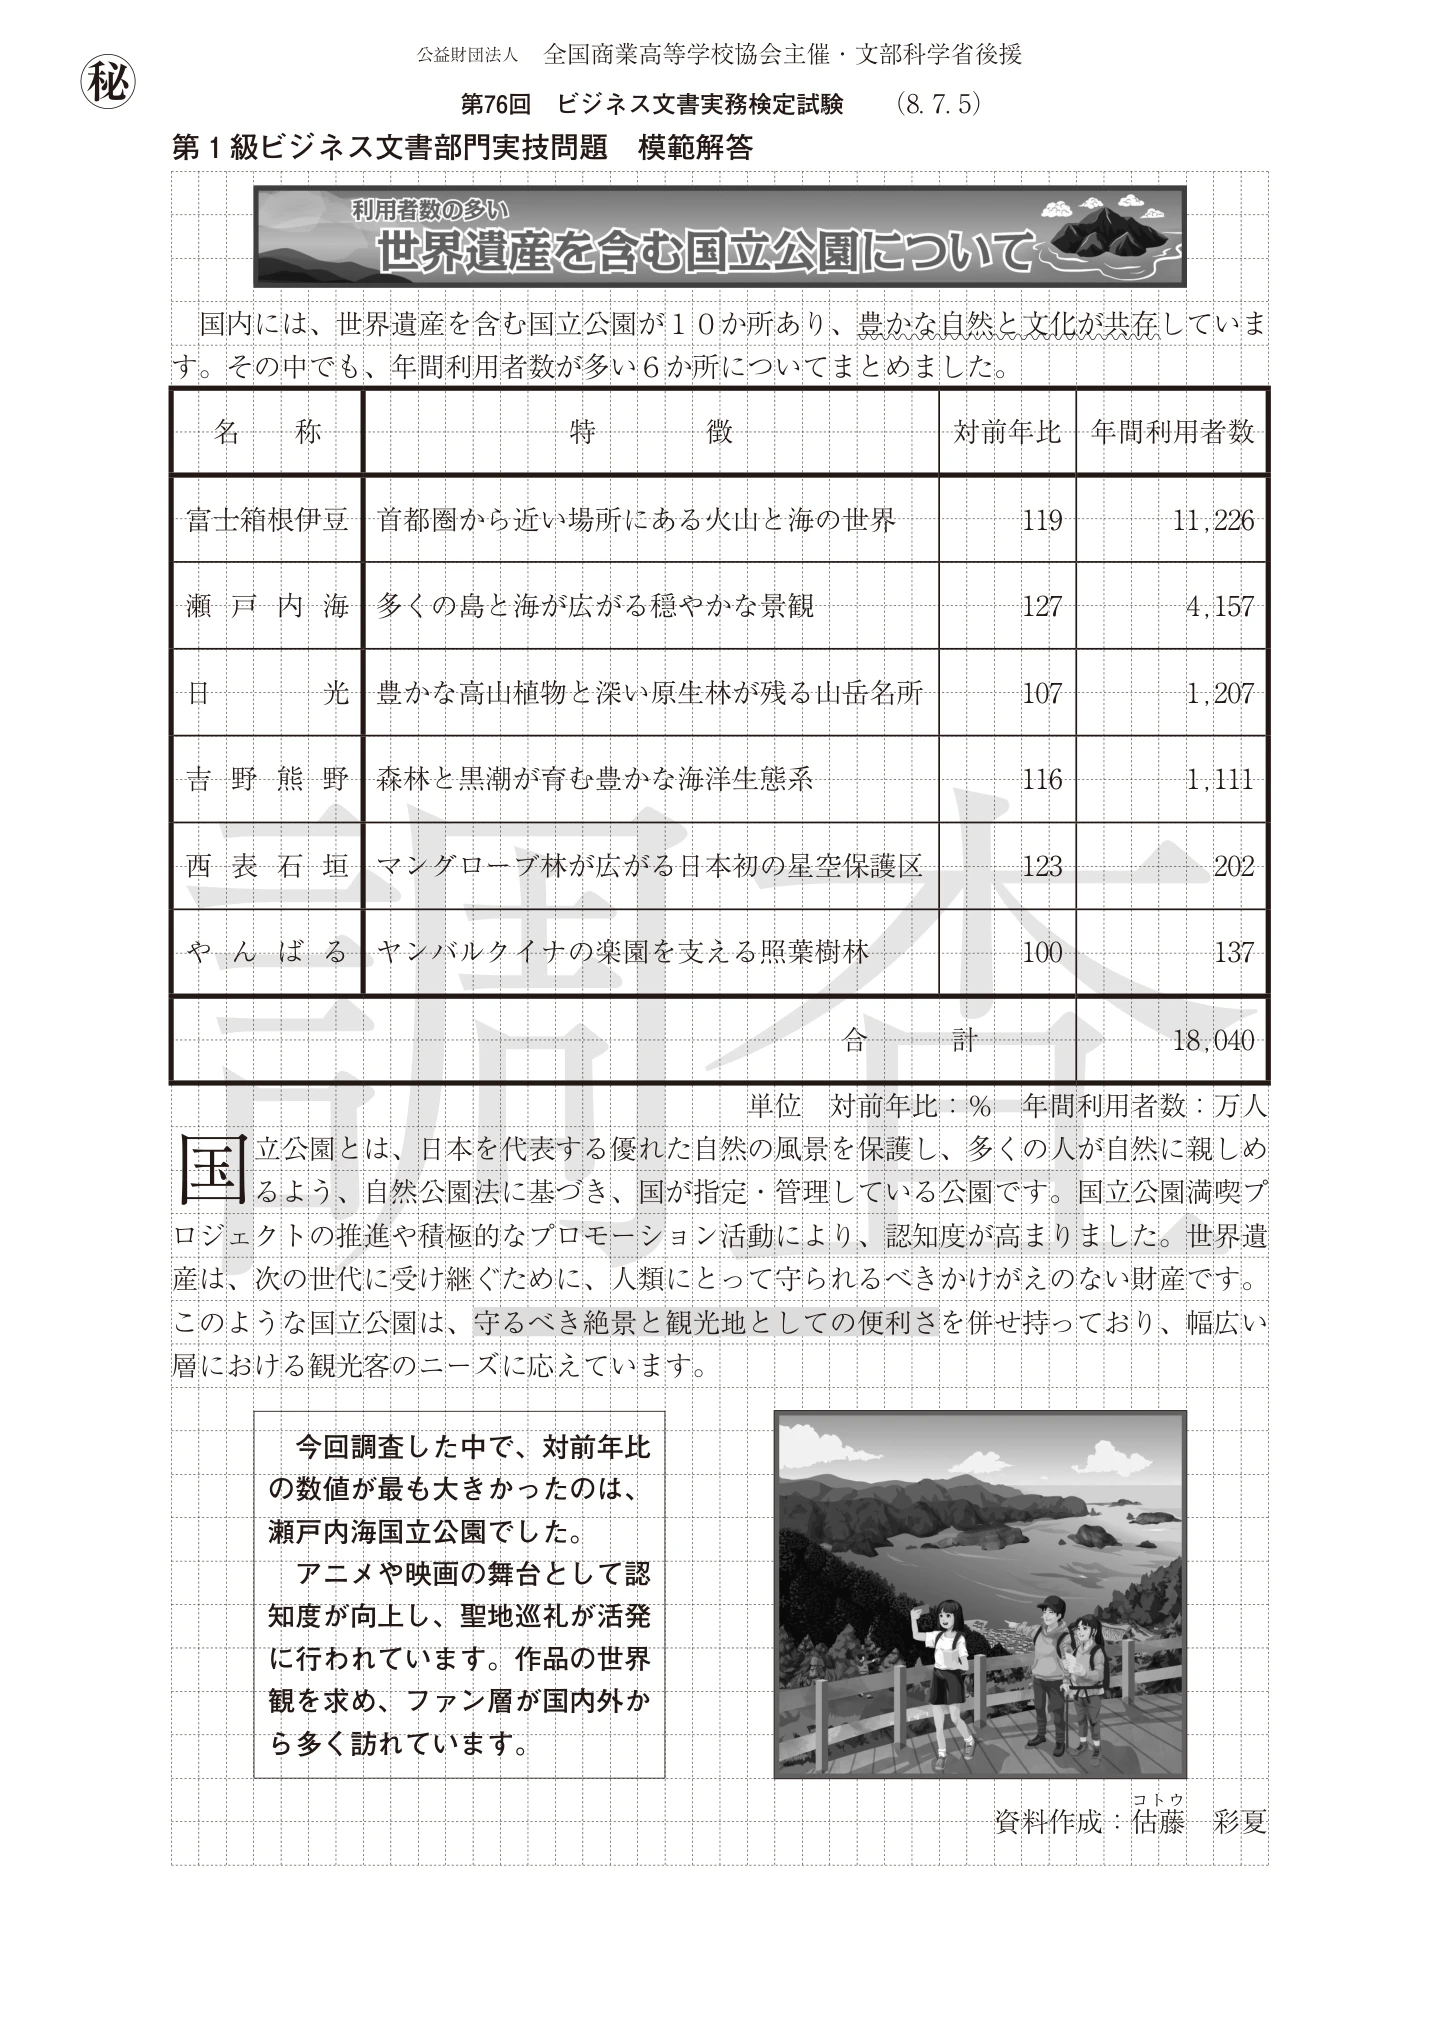 ㊙
公益財団法人　全国商業高等学校協会主催・文部科学省後援
第76回　ビジネス文書実務検定試験　（8. 7. 5）
第１級ビジネス文書部門実技問題　模範解答
利用者数の多い
世界遺産を含む国立公園について
　国内には、世界遺産を含む国立公園が１０か所あり、豊かな自然と文化が共存していま
す。その中でも、年間利用者数が多い６か所についてまとめました。
名　称　特　徴　対前年比　年間利用者数
富士箱根伊豆　首都圏から近い場所にある火山と海の世界　119　11,226
瀬戸内海　多くの島と海が広がる穏やかな景観　127　4,157
日光　豊かな高山植物と深い原生林が残る山岳名所　107　1,207
吉野熊野　森林と黒潮が育む豊かな海洋生態系　116　1,111
西表石垣　マングローブ林が広がる日本初の星空保護区　123　202
やんばる　ヤンバルクイナの楽園を支える照葉樹林　100　137
合　計　18,040
調査
単位　対前年比：％　年間利用者数：万人
国立公園とは、日本を代表する優れた自然の風景を保護し、多くの人が自然に親しめ
るよう、自然公園法に基づき、国が指定・管理している公園です。国立公園満喫プ
ロジェクトの推進や積極的なプロモーション活動により、認知度が高まりました。世界遺
産は、次の世代に受け継ぐために、人類にとって守られるべきかけがえのない財産です。
このような国立公園は、守るべき絶景と観光地としての便利さを併せ持っており、幅広い
層における観光客のニーズに応えています。
　今回調査した中で、対前年比
の数値が最も大きかったのは、
瀬戸内海国立公園でした。
　アニメや映画の舞台として認
知度が向上し、聖地巡礼が活発
に行われています。作品の世界
観を求め、ファン層が国内外か
ら多く訪れています。
コトウ
資料作成：估藤　彩夏